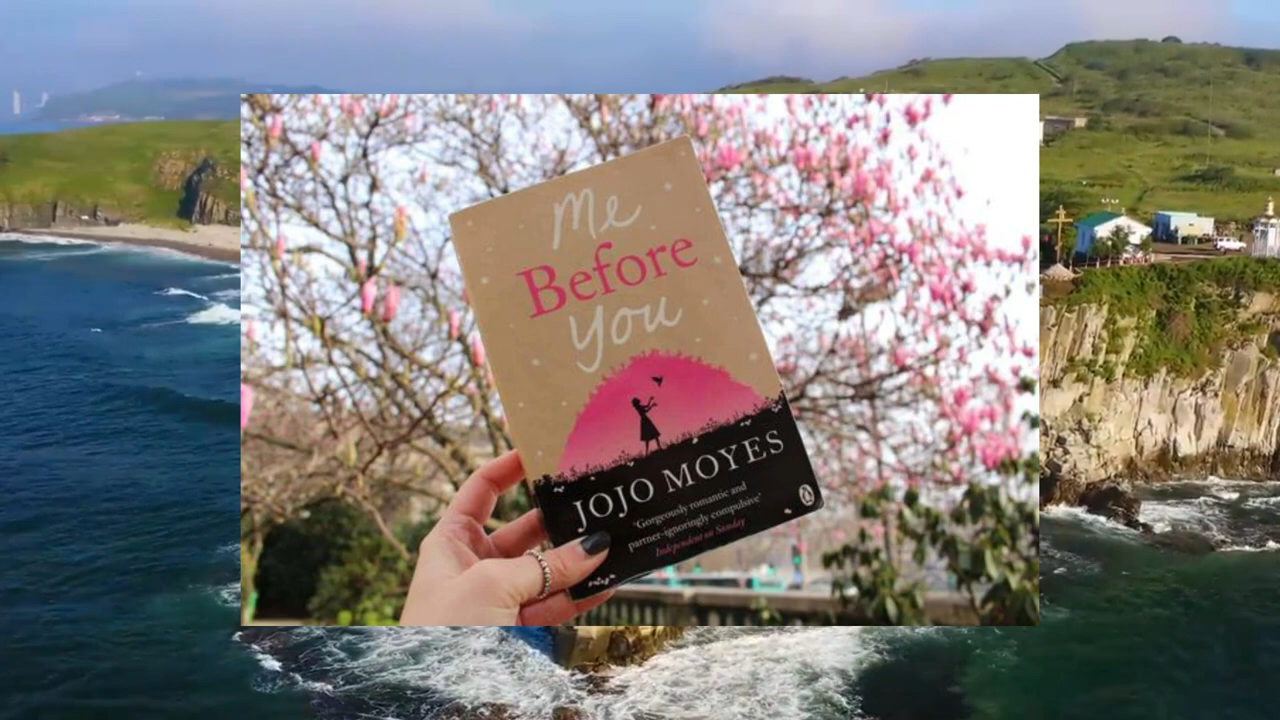 Me
Before
you
JOJO MOYES
'Gorgeously romantic and
partner-ignoringly compulsive'
Independent on Sunday